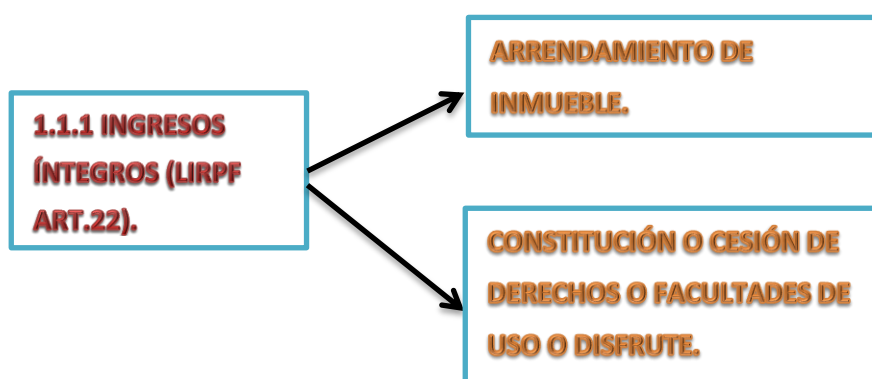 1.1.1 INGRESOS
ÍNTEGROS (LIRPF
ART.22).
ARRENDAMIENTO DE
INMUEBLE.
CONSTITUCIÓN O CESIÓN DE
DERECHOS O FACULTADES DE
USO O DISFRUTE.